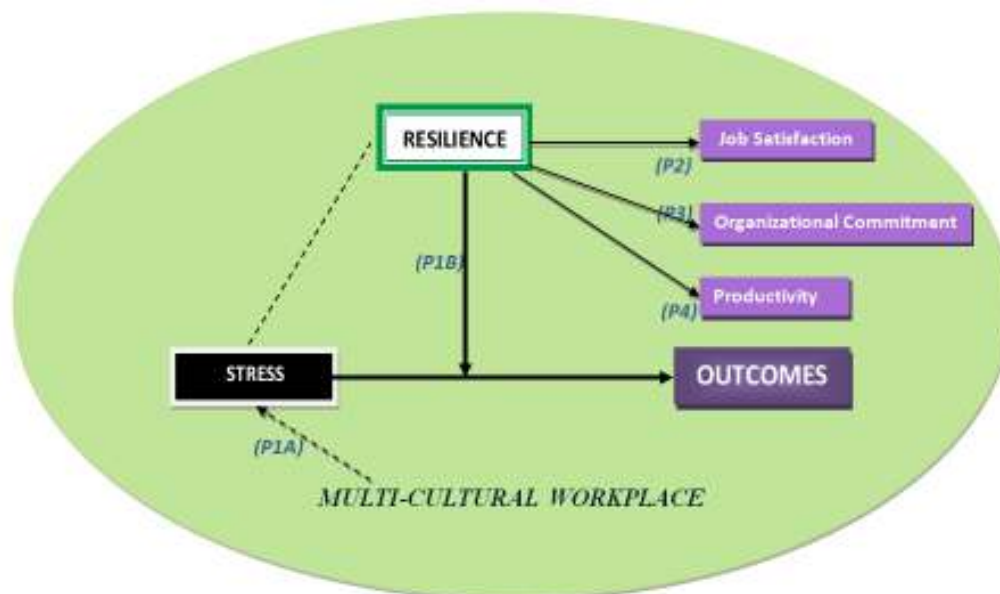 RESILIENCE
Job Satisfaction
(P2)
(P3)
Organizational Commitment
(P1B)
Productivity
(P4)
STRESS
OUTCOMES
(P1A)
MULTI-CULTURAL WORKPLACE